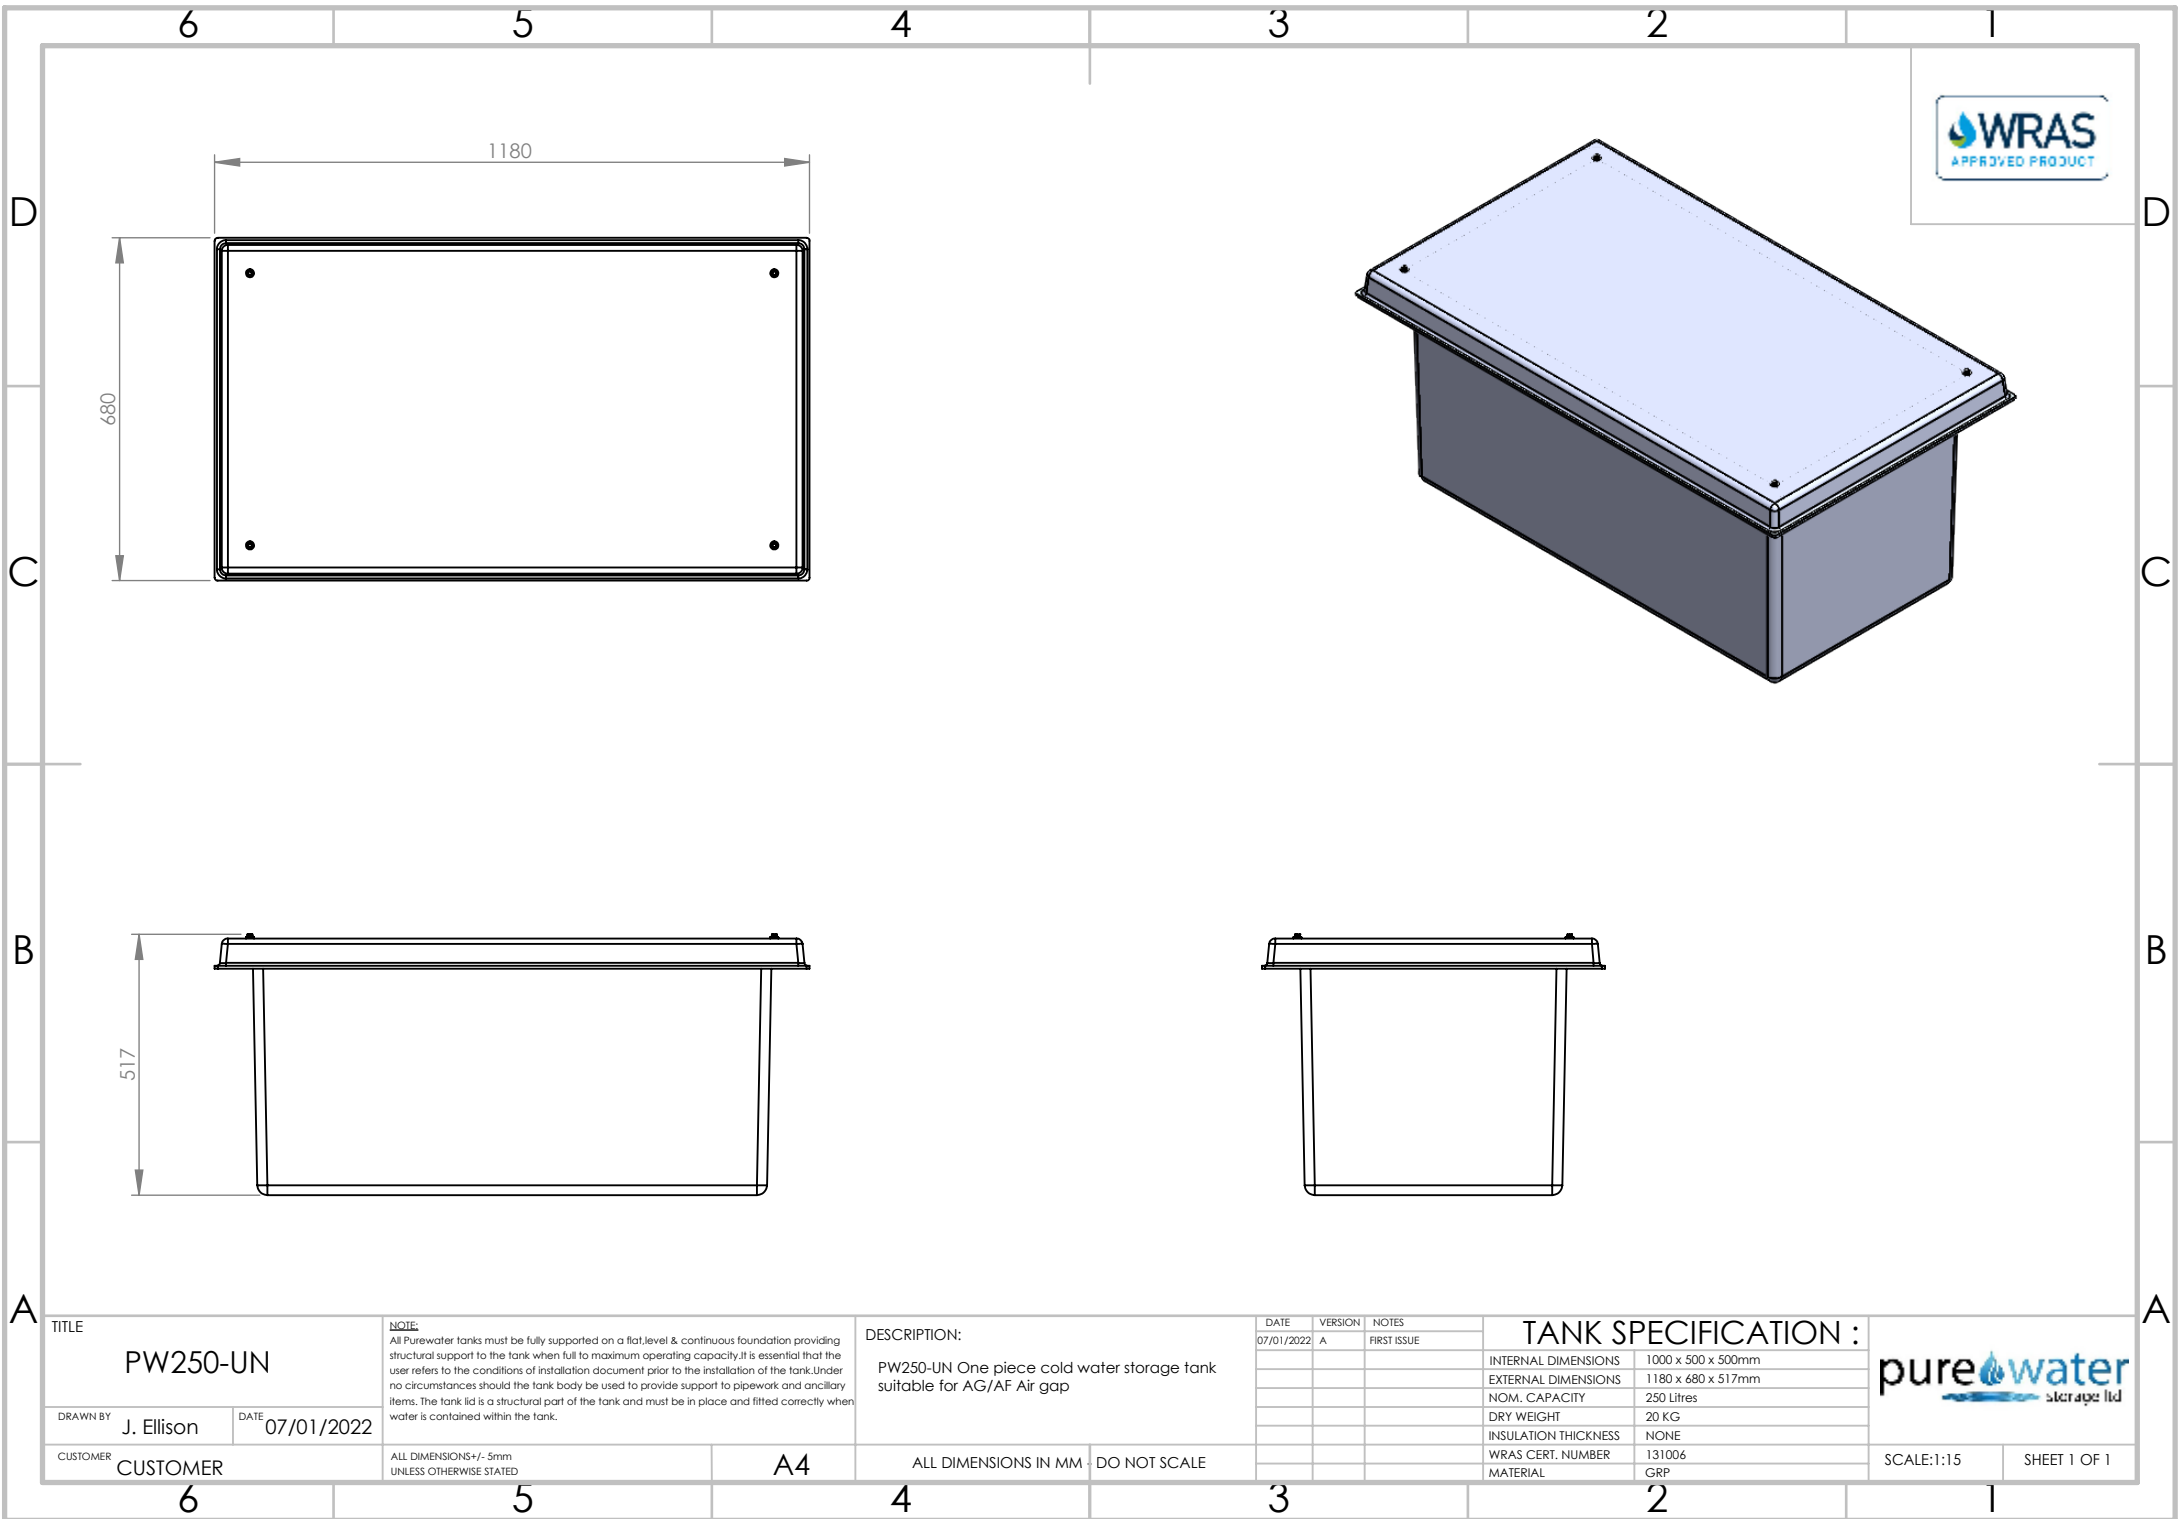 6 5 4 3 2 1
WRAS
APPROVED PRODUCT
1180
D D
680
C C
B B
517
A A
TITLE
PW250-UN
DRAWN BY J. Ellison
DATE 07/01/2022
CUSTOMER CUSTOMER
NOTE:
All Purewater tanks must be fully supported on a flat,level & continuous foundation providing
structural support to the tank when full to maximum operating capacity.It is essential that the
user refers to the conditions of installation document prior to the installation of the tank.Under
no circumstances should the tank body be used to provide support to pipework and ancillary
items. The tank lid is a structural part of the tank and must be in place and fitted correctly when
water is contained within the tank.
ALL DIMENSIONS+/- 5mm
UNLESS OTHERWISE STATED
A4
DESCRIPTION:
PW250-UN One piece cold water storage tank
suitable for AG/AF Air gap
ALL DIMENSIONS IN MM - DO NOT SCALE
DATE VERSION NOTES
07/01/2022 A FIRST ISSUE
TANK SPECIFICATION :
INTERNAL DIMENSIONS 1000 x 500 x 500mm
EXTERNAL DIMENSIONS 1180 x 680 x 517mm
NOM. CAPACITY 250 Litres
DRY WEIGHT 20 KG
INSULATION THICKNESS NONE
WRAS CERT. NUMBER 131006
MATERIAL GRP
pure water
storage ltd
SCALE:1:15
SHEET 1 OF 1
6 5 4 3 2 1